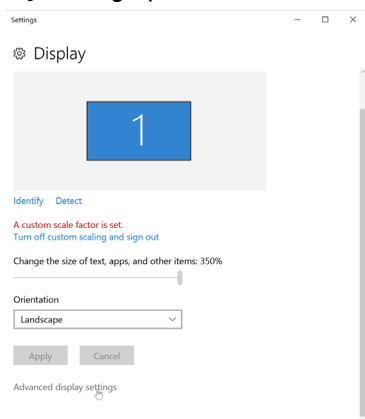 Settings
Display
1
Identify Detect
A custom scale factor is set.
Turn off custom scaling and sign out
Change the size of text, apps, and other items: 350%
Orientation
Landscape
Apply Cancel
Advanced display settings